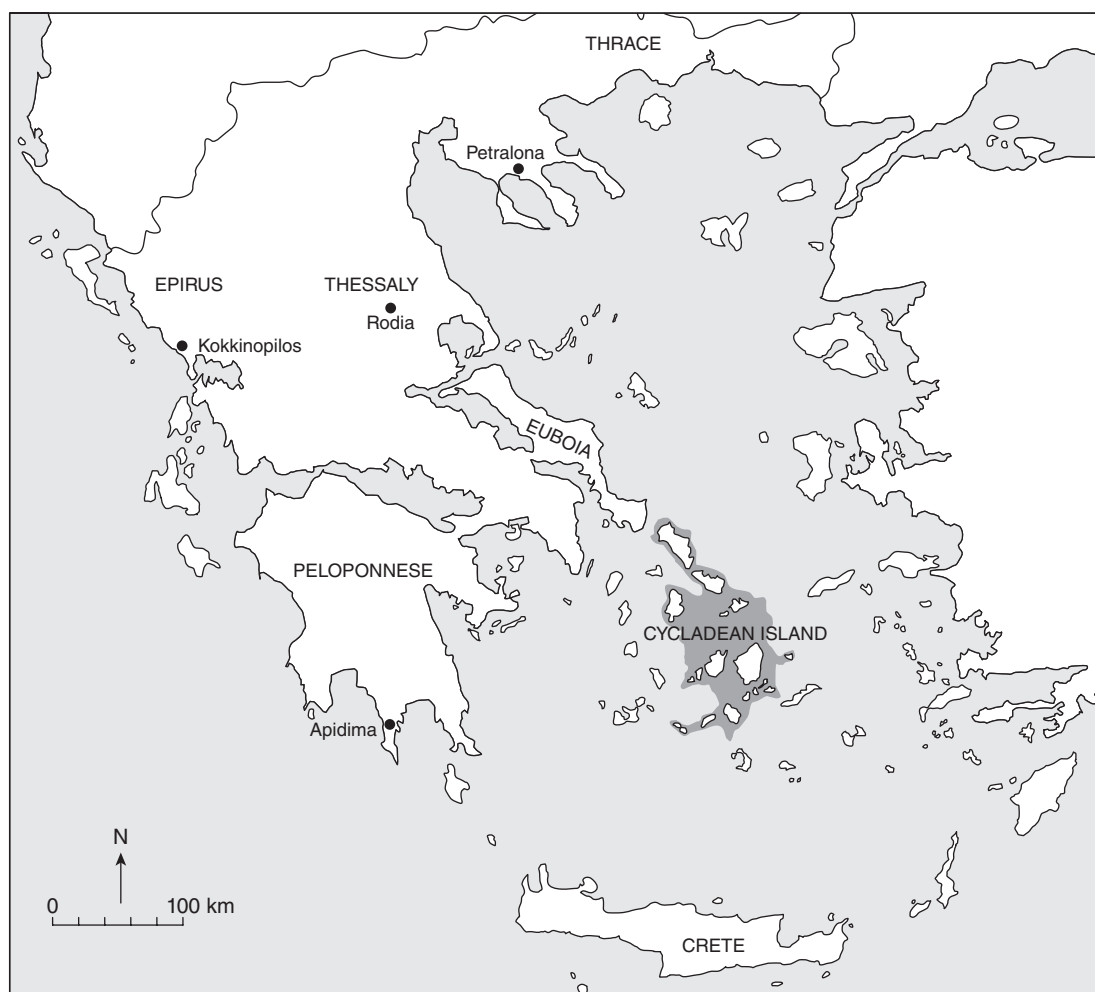 THRACE
Petralona
EPIRUS
THESSALY
Rodia
Kokkinopilos
EUBOIA
PELOPONNESE
CYCLADEAN ISLAND
Apidima
N
0 100 km
CRETE